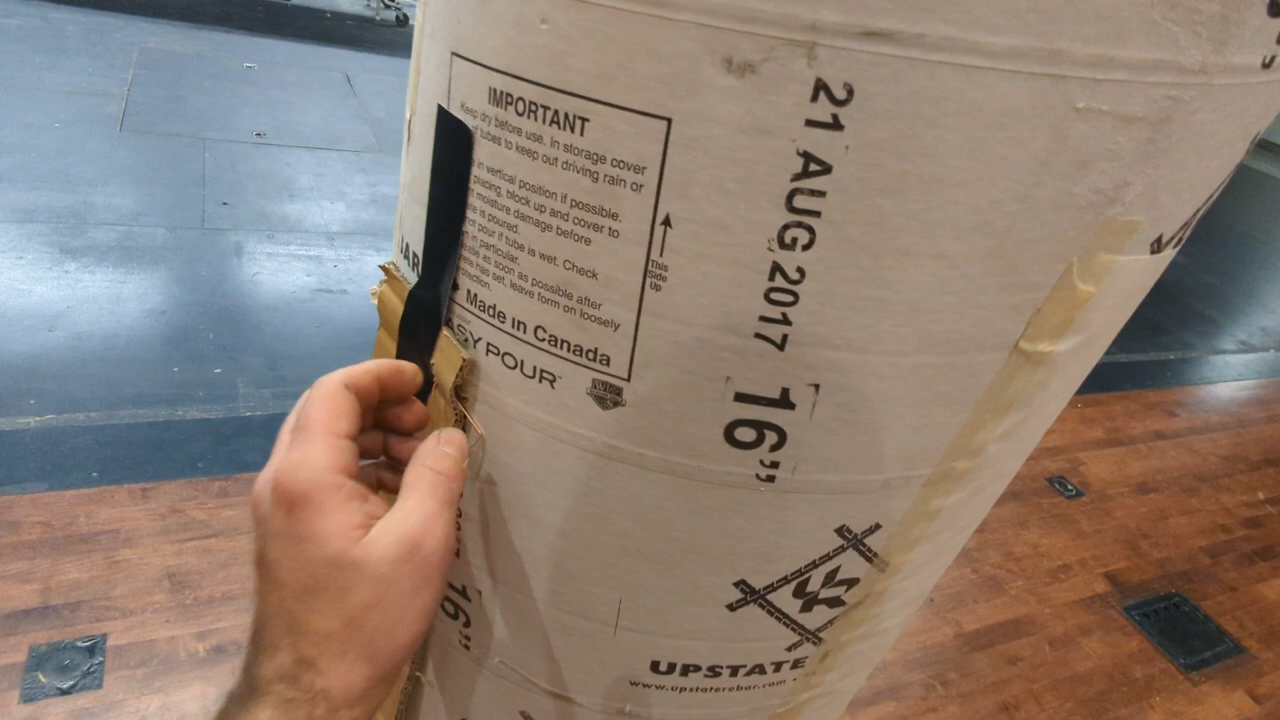 IMPORTANT
Keep dry before use. In storage cover
tubes to keep out driving rain or
in vertical position if possible.
placing, block up and cover to
moisture damage before
is poured.
pour if tube is wet. Check
in particular.
as soon as possible after
has set, leave form on loosely
Made in Canada
This
Side
Up
POUR
21 AUG 2017 16"
16"
UPSTATE
www.upstaterebar.com